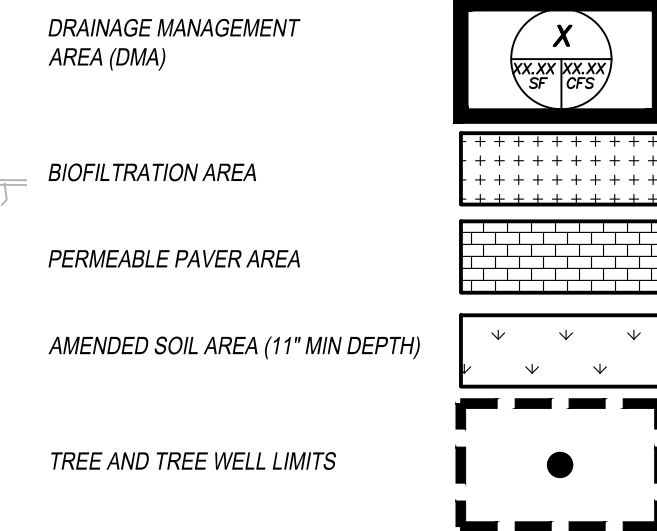 DRAINAGE MANAGEMENT
AREA (DMA)
X
XX.XX XX.XX
SF CFS
BIOFILTRATION AREA
PERMEABLE PAVER AREA
AMENDED SOIL AREA (11" MIN DEPTH)
TREE AND TREE WELL LIMITS